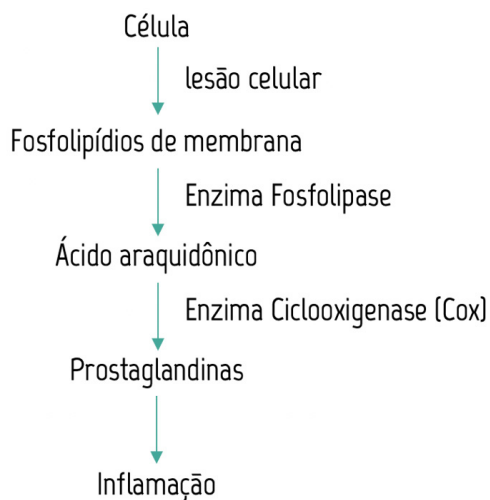 Célula
lesão celular
Fosfolipídios de membrana
Enzima Fosfolipase
Ácido araquidônico
Enzima Ciclooxigenase (Cox)
Prostaglandinas
Inflamação